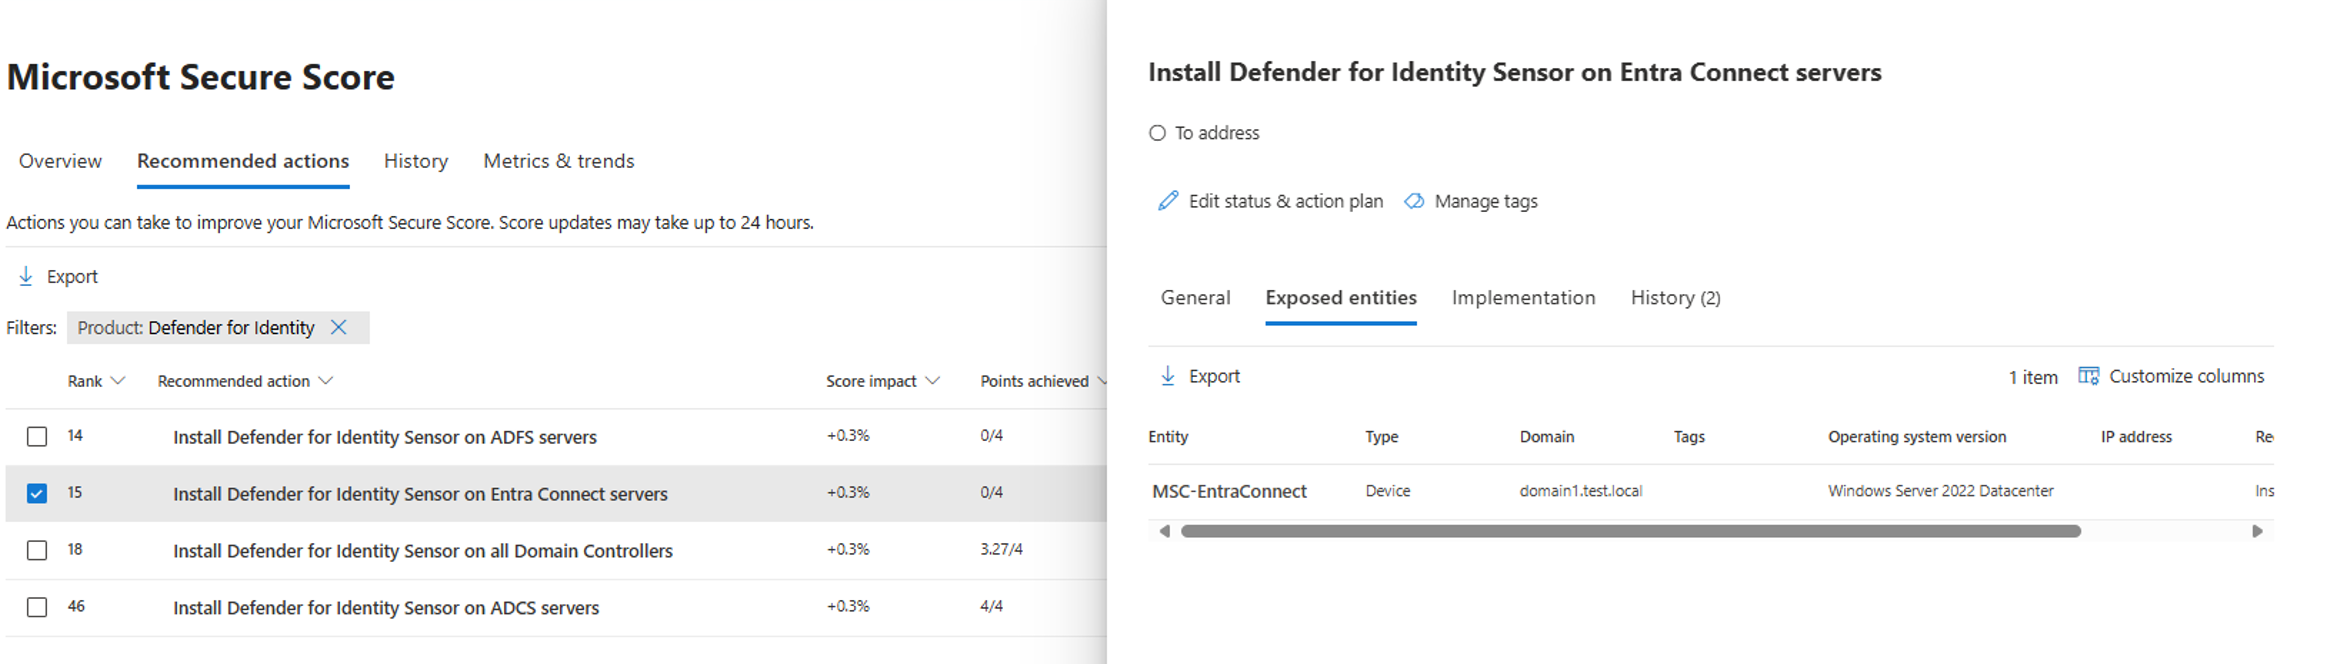 Microsoft Secure Score
Overview Recommended actions History Metrics & trends
Actions you can take to improve your Microsoft Secure Score. Score updates may take up to 24 hours.
Export
Filters: Product: Defender for Identity
Rank Recommended action Score impact Points achieved
14 Install Defender for Identity Sensor on ADFS servers +0.3% 0/4
15 Install Defender for Identity Sensor on Entra Connect servers +0.3% 0/4
18 Install Defender for Identity Sensor on all Domain Controllers +0.3% 3.27/4
46 Install Defender for Identity Sensor on ADCS servers +0.3% 4/4
Install Defender for Identity Sensor on Entra Connect servers
To address
Edit status & action plan Manage tags
General Exposed entities Implementation History (2)
Export 1 item Customize columns
Entity Type Domain Tags Operating system version IP address Re
MSC-EntraConnect Device domain1.test.local Windows Server 2022 Datacenter Ins